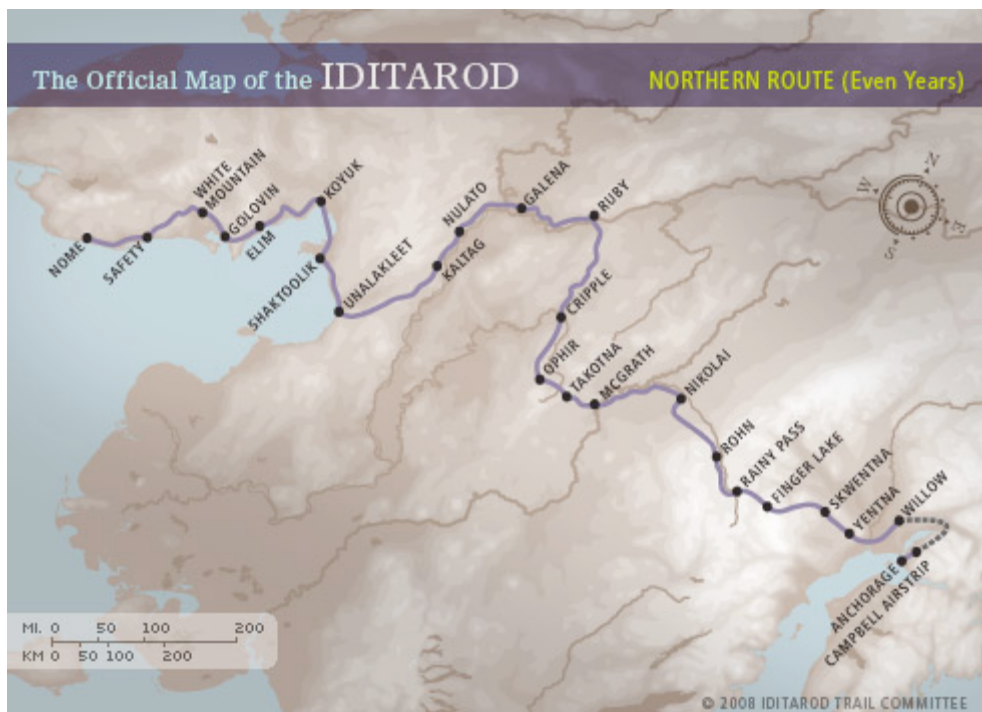 The Official Map of the IDITAROD
NORTHERN ROUTE (Even Years)
NOME
SAFETY
WHITE
MOUNTAIN
GOLOVIN
ELIM
KOYUK
SHAKTOOLIK
UNALAKLEET
KALTAG
NULATO
GALENA
RUBY
CRIPPLE
OPHIR
TAKOTNA
MCGRATH
NIKOLAI
ROHN
RAINY PASS
FINGER LAKE
SKWENTNA
YENTNA
WILLOW
ANCHORAGE
CAMPBELL AIRSTRIP
N
W
E
S
MI. 0 50 100 200
KM 0 50 100 200
© 2008 IDITAROD TRAIL COMMITTEE